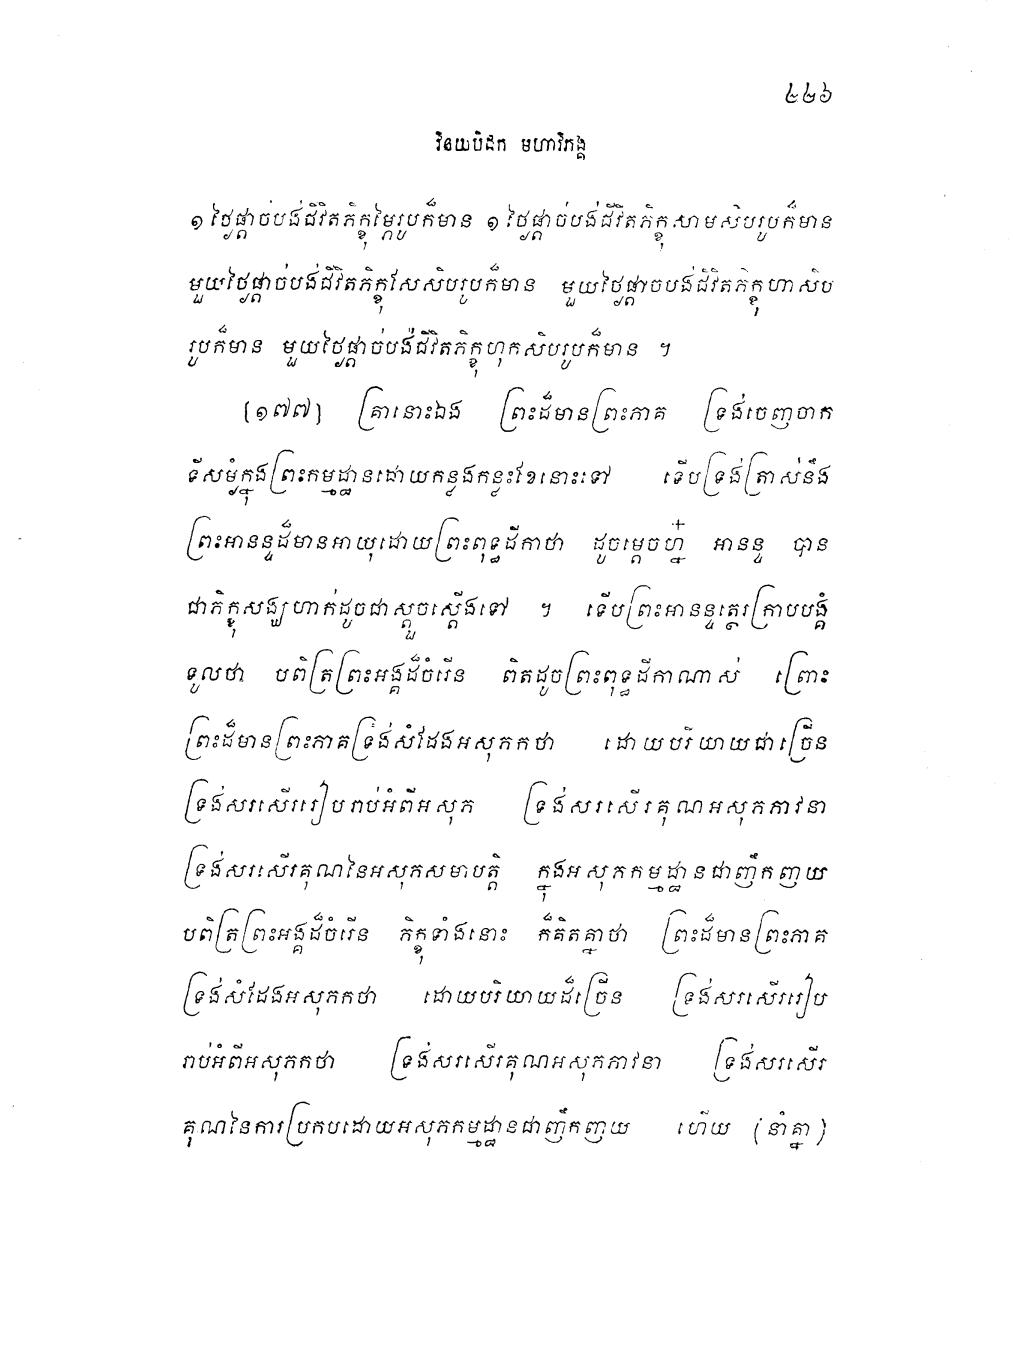 ៤៤៦
វិនយបិដក មហាវិភង្គ
១ ថ្ងៃផ្តាច់បង់ជីវិតភិក្ខុម្ភៃរូបក៏មាន ១ ថ្ងៃផ្តាច់បង់ជីវិតភិក្ខុសាមសិបរូបក៏មាន
មួយថ្ងៃផ្តាច់បង់ជីវិតភិក្ខុសែសិបរូបក៏មាន មួយថ្ងៃផ្តាចបង់ជីវិតភិក្ខុហាសិប
រូបក៏មាន មួយថ្ងៃផ្តាច់បង់ជីវិតភិក្ខុហុកសិបរូបក៏មាន ។
(១៧៧) គ្រានោះឯង ព្រះដ៏មានព្រះភាគ ទ្រង់ចេញចាក
ទីសម្ងំក្នុងព្រះកម្មដ្ឋានដោយកន្លងកន្លះខែនោះទៅ ទើបទ្រង់ត្រាស់នឹង
ព្រះអានន្ទដ៏មានអាយុដោយព្រះពុទ្ធដីកាថា ដូចម្តេចហ្ន៎ អានន្ទ បាន
ជាភិក្ខុសង្ឃហាក់ដូចជាស្តួចស្តើងទៅ ។ ទើបព្រះអានន្ទត្ថេរក្រាបបង្គំ
ទូលថា បពិត្រព្រះអង្គដ៏ចំរើន ពិតដូចព្រះពុទ្ធដីកាណាស់ ព្រោះ
ព្រះដ៏មានព្រះភាគទ្រង់សំដែងអសុភកថា ដោយបរិយាយជាច្រើន
ទ្រង់សរសើររៀបរាប់អំពីអសុភ ទ្រង់សរសើរគុណអសុភភាវនា
ទ្រង់សរសើរគុណនៃអសុភសមាបត្តិ ក្នុងអសុភកម្មដ្ឋានជាញឹកញយ
បពិត្រព្រះអង្គដ៏ចំរើន ភិក្ខុទាំងនោះ ក៏គិតគ្នាថា ព្រះដ៏មានព្រះភាគ
ទ្រង់សំដែងអសុភកថា ដោយបរិយាយដ៏ច្រើន ទ្រង់សរសើររៀប
រាប់អំពីអសុភកថា ទ្រង់សរសើរគុណអសុភភាវនា ទ្រង់សរសើរ
គុណនៃការប្រកបដោយអសុភកម្មដ្ឋានជាញឹកញយ ហើយ (នាំគ្នា)